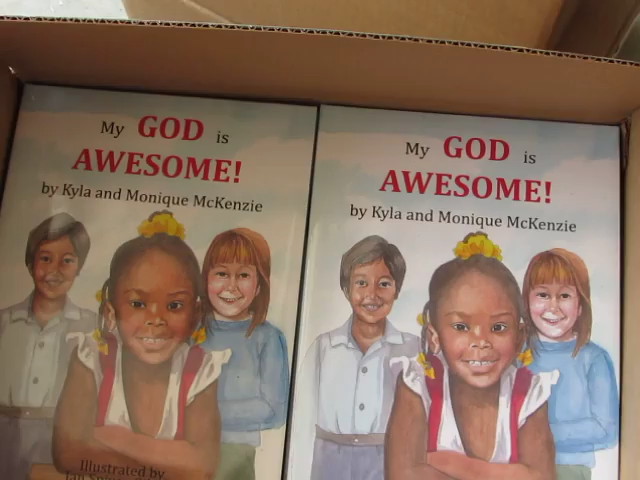 My GOD is
AWESOME!
by Kyla and Monique McKenzie
Illustrated by
My GOD is
AWESOME!
by Kyla and Monique McKenzie